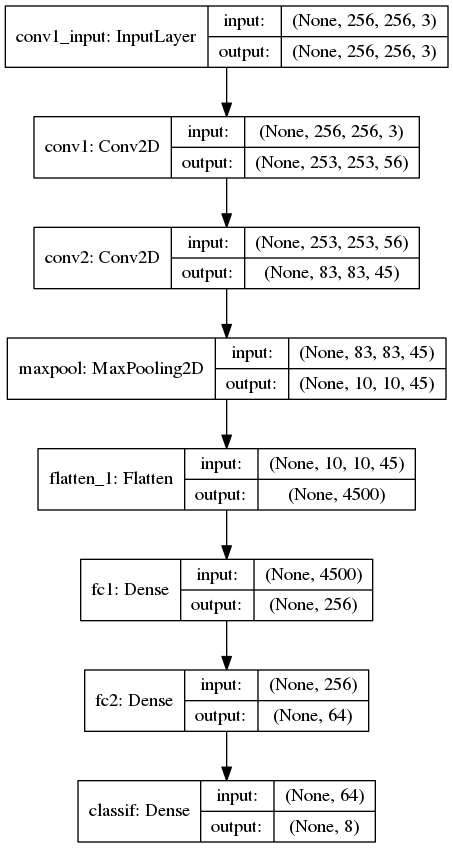 conv1_input: InputLayer
input:
(None, 256, 256, 3)
output:
(None, 256, 256, 3)
conv1: Conv2D
input:
(None, 256, 256, 3)
output:
(None, 253, 253, 56)
conv2: Conv2D
input:
(None, 253, 253, 56)
output:
(None, 83, 83, 45)
maxpool: MaxPooling2D
input:
(None, 83, 83, 45)
output:
(None, 10, 10, 45)
flatten_1: Flatten
input:
(None, 10, 10, 45)
output:
(None, 4500)
fc1: Dense
input:
(None, 4500)
output:
(None, 256)
fc2: Dense
input:
(None, 256)
output:
(None, 64)
classif: Dense
input:
(None, 64)
output:
(None, 8)